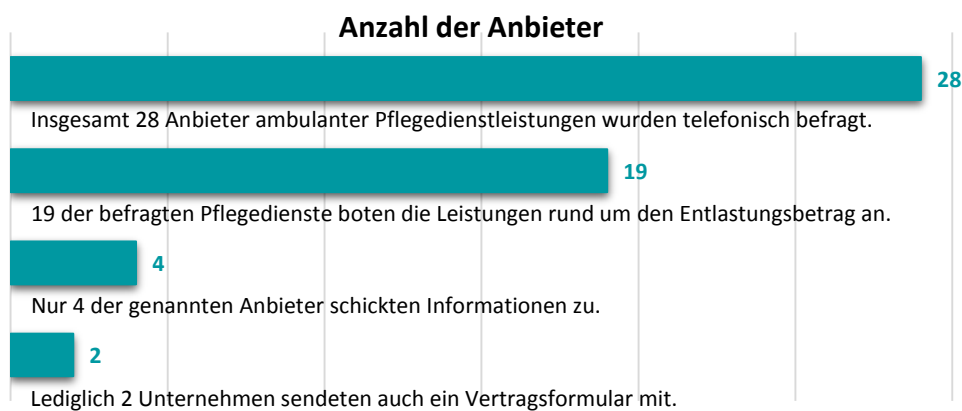 Anzahl der Anbieter
28
Insgesamt 28 Anbieter ambulanter Pflegedienstleistungen wurden telefonisch befragt.
19
19 der befragten Pflegedienste boten die Leistungen rund um den Entlastungsbetrag an.
4
Nur 4 der genannten Anbieter schickten Informationen zu.
2
Lediglich 2 Unternehmen sendeten auch ein Vertragsformular mit.